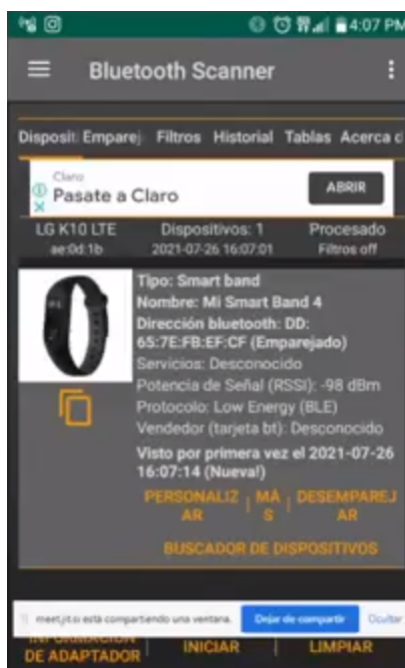 4:07 PM
Bluetooth Scanner
Disposit Emparej Filtros Historial Tablas Acerca d
Claro
Pasate a Claro
ABRIR
LG K10 LTE Dispositivos: 1 Procesado
ae:0d:1b 2021-07-26 16:07:01 Filtros off
Tipo: Smart band
Nombre: Mi Smart Band 4
Dirección bluetooth: DD:
65:7E:FB:EF:CF (Emparejado)
Servicios: Desconocido
Potencia de Señal (RSSI): -98 dBm
Protocolo: Low Energy (BLE)
Vendedor (tarjeta bt): Desconocido
Visto por primera vez el 2021-07-26
16:07:14 (Nueva!)
PERSONALIZ | MÁ | DESEMPAREJ
AR S AR
BUSCADOR DE DISPOSITIVOS
meet.jit.si está compartiendo una ventana. Dejar de compartir Ocultar
INFORMACIÓN
DE ADAPTADOR INICIAR LIMPIAR